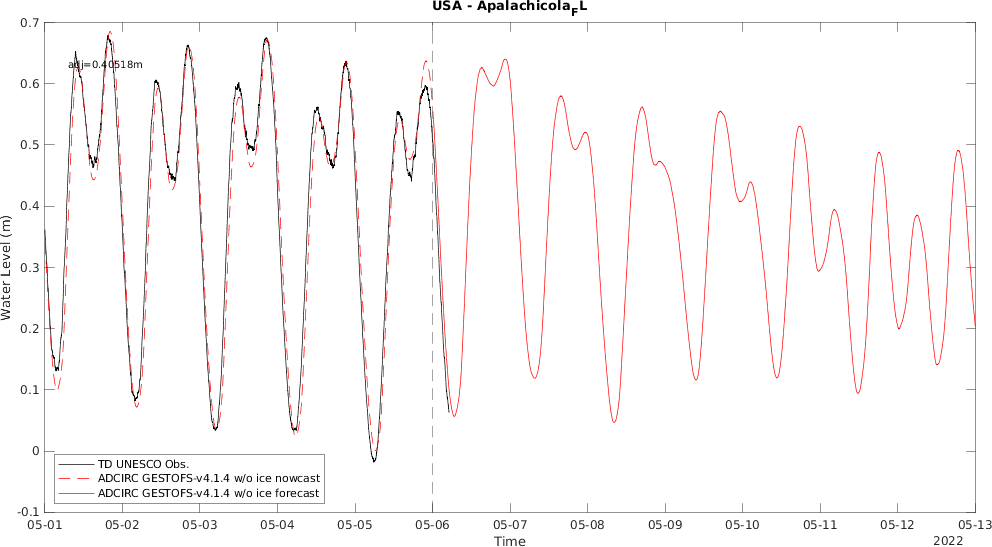 USA - Apalachicola_FL
adj=0.40518m
Water Level (m)
0.7
0.6
0.5
0.4
0.3
0.2
0.1
0
-0.1
TD UNESCO Obs.
ADCIRC GESTOFS-v4.1.4 w/o ice nowcast
ADCIRC GESTOFS-v4.1.4 w/o ice forecast
05-01 05-02 05-03 05-04 05-05 05-06 05-07 05-08 05-09 05-10 05-11 05-12 05-13
Time
2022